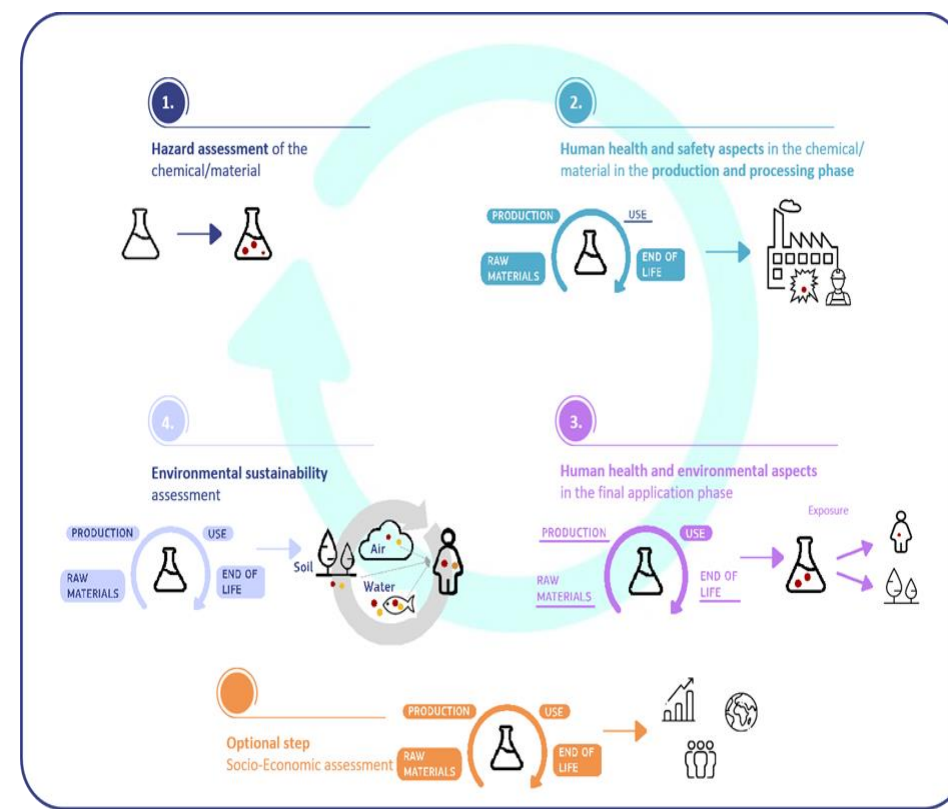 1.
Hazard assessment of the
chemical/material
2.
Human health and safety aspects in the chemical/
material in the production and processing phase
PRODUCTION
USE
RAW
MATERIALS
END OF
LIFE
4.
Environmental sustainability
assessment
PRODUCTION
USE
RAW
MATERIALS
END OF
LIFE
Soil
Air
Water
3.
Human health and environmental aspects
in the final application phase
PRODUCTION
USE
RAW
MATERIALS
END OF
LIFE
Exposure
Optional step
Socio-Economic assessment
PRODUCTION
USE
RAW
MATERIALS
END OF
LIFE